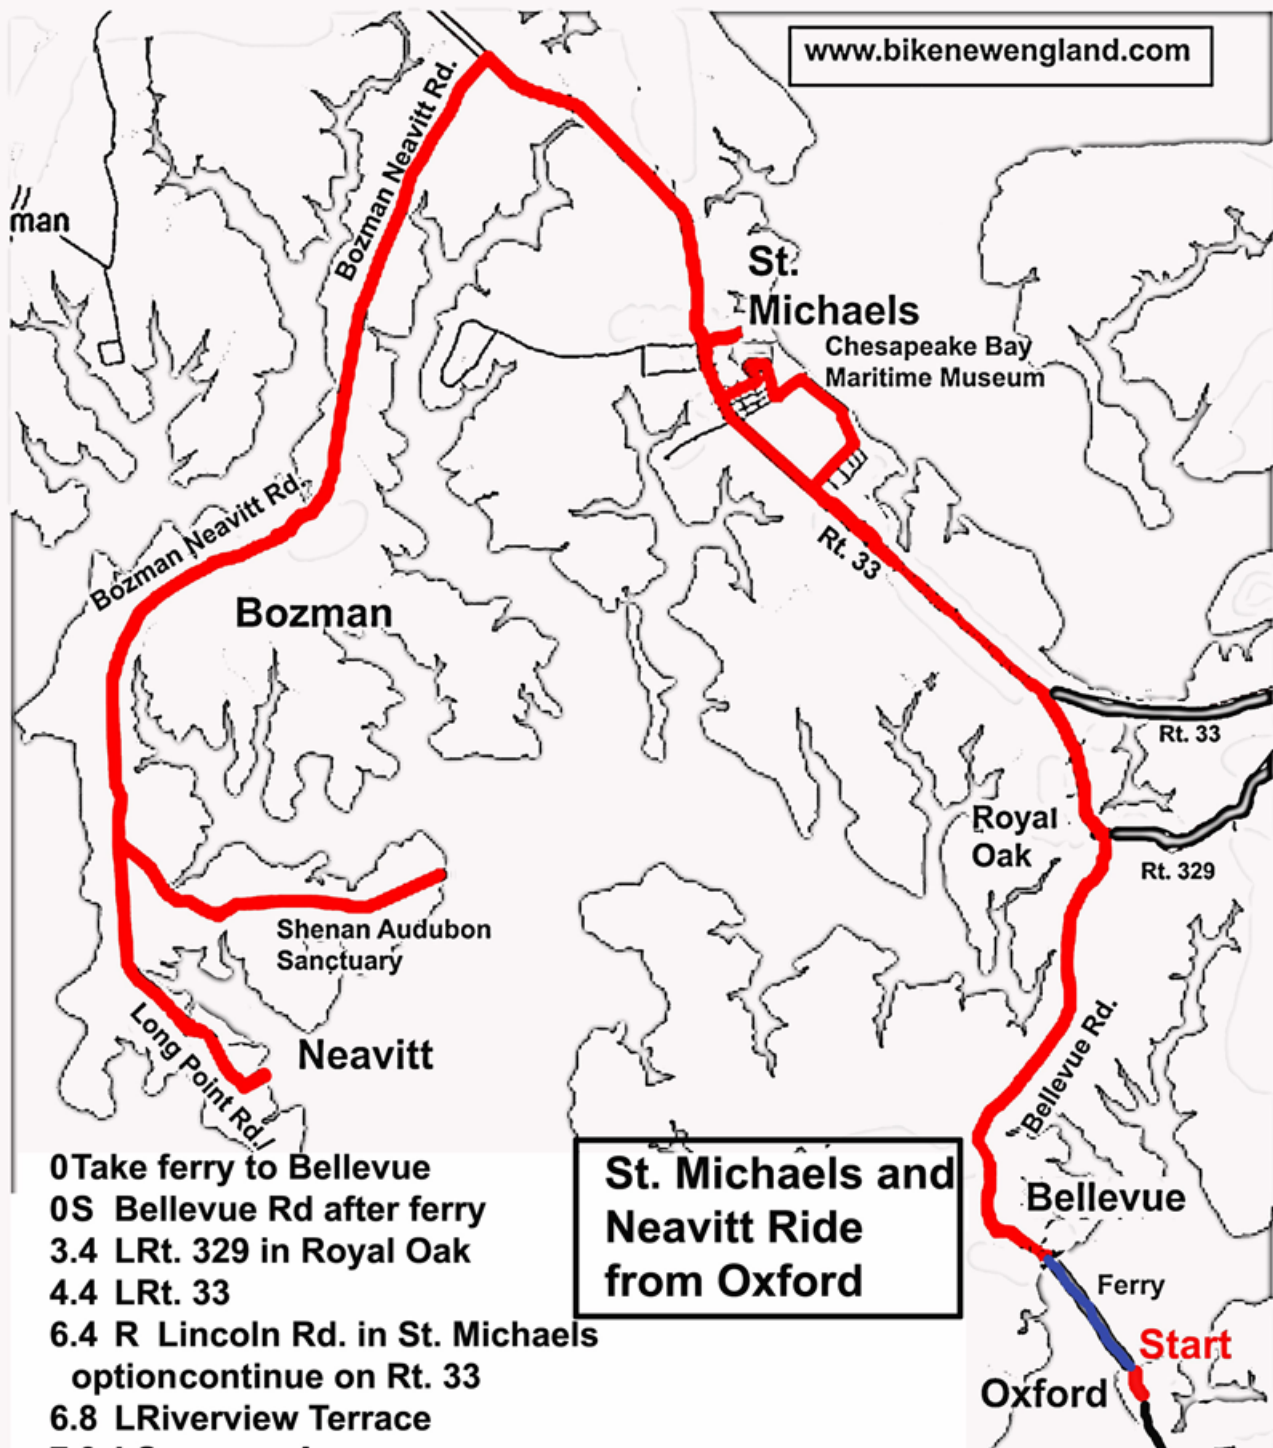 www.bikenewengland.com
Bozman Neavitt Rd.
man
St.
Michaels
Chesapeake Bay
Maritime Museum
Bozman Neavitt Rd.
Rt. 33
Bozman
Rt. 33
Royal
Oak
Rt. 329
Shenan Audubon
Sanctuary
Long Point Rd.
Neavitt
Bellevue Rd.
St. Michaels and
Neavitt Ride
from Oxford
Bellevue
Ferry
Start
Oxford
0Take ferry to Bellevue
0S Bellevue Rd after ferry
3.4 LRt. 329 in Royal Oak
4.4 LRt. 33
6.4 R Lincoln Rd. in St. Michaels
optioncontinue on Rt. 33
6.8 LRiverview Terrace